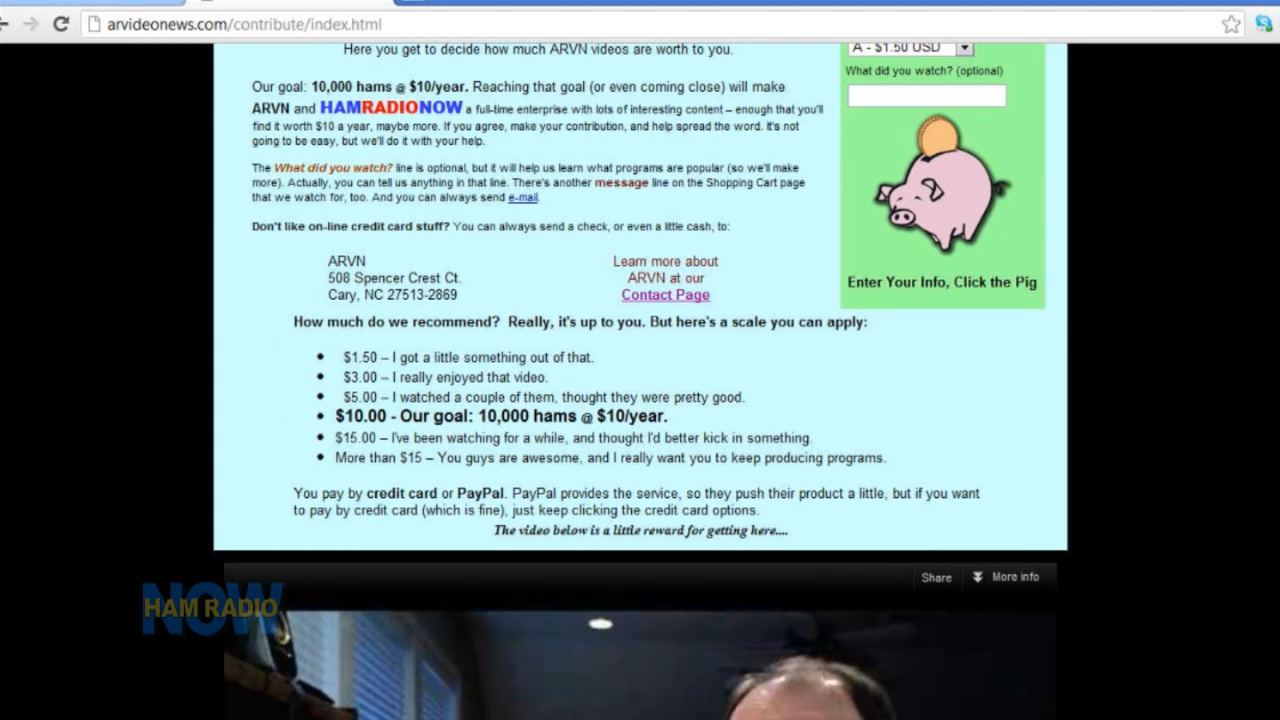 arvideonews.com/contribute/index.html
Here you get to decide how much ARVN videos are worth to you.
Our goal: 10,000 hams @ $10/year. Reaching that goal (or even coming close) will make
ARVN and HAMRADIONOW a full-time enterprise with lots of interesting content – enough that you'll
find it worth $10 a year, maybe more. If you agree, make your contribution, and help spread the word. It's not
going to be easy, but we'll do it with your help.
The What did you watch? line is optional, but it will help us learn what programs are popular (so we'll make
more). Actually, you can tell us anything in that line. There's another message line on the Shopping Cart page
that we watch for, too. And you can always send e-mail.
Don't like on-line credit card stuff? You can always send a check, or even a little cash, to:
ARVN
508 Spencer Crest Ct.
Cary, NC 27513-2869
Learn more about
ARVN at our
Contact Page
A - $1.50 USD
What did you watch? (optional)
Enter Your Info, Click the Pig
How much do we recommend? Really, it's up to you. But here's a scale you can apply:
• $1.50 – I got a little something out of that.
• $3.00 – I really enjoyed that video.
• $5.00 – I watched a couple of them, thought they were pretty good.
• $10.00 - Our goal: 10,000 hams @ $10/year.
• $15.00 – I've been watching for a while, and thought I'd better kick in something.
• More than $15 – You guys are awesome, and I really want you to keep producing programs.
You pay by credit card or PayPal. PayPal provides the service, so they push their product a little, but if you want
to pay by credit card (which is fine), just keep clicking the credit card options.
The video below is a little reward for getting here....
Share
More info
HAM RADIO
NOW